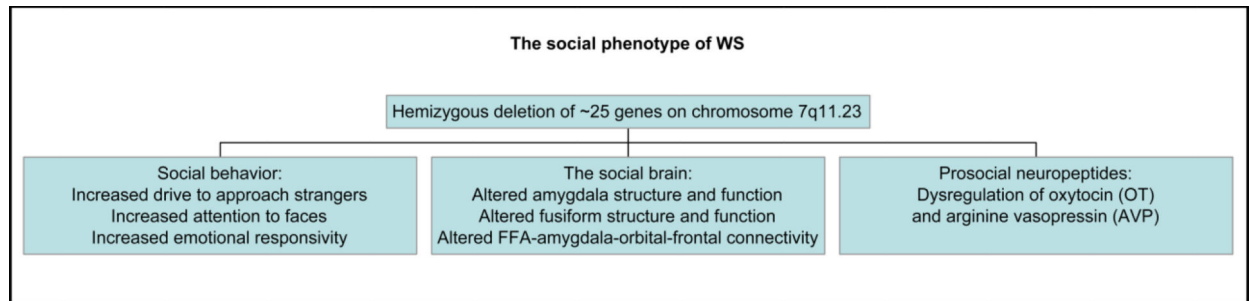 The social phenotype of WS
Hemizygous deletion of ~25 genes on chromosome 7q11.23
Social behavior:
Increased drive to approach strangers
Increased attention to faces
Increased emotional responsivity
The social brain:
Altered amygdala structure and function
Altered fusiform structure and function
Altered FFA-amygdala-orbital-frontal connectivity
Prosocial neuropeptides:
Dysregulation of oxytocin (OT)
and arginine vasopressin (AVP)